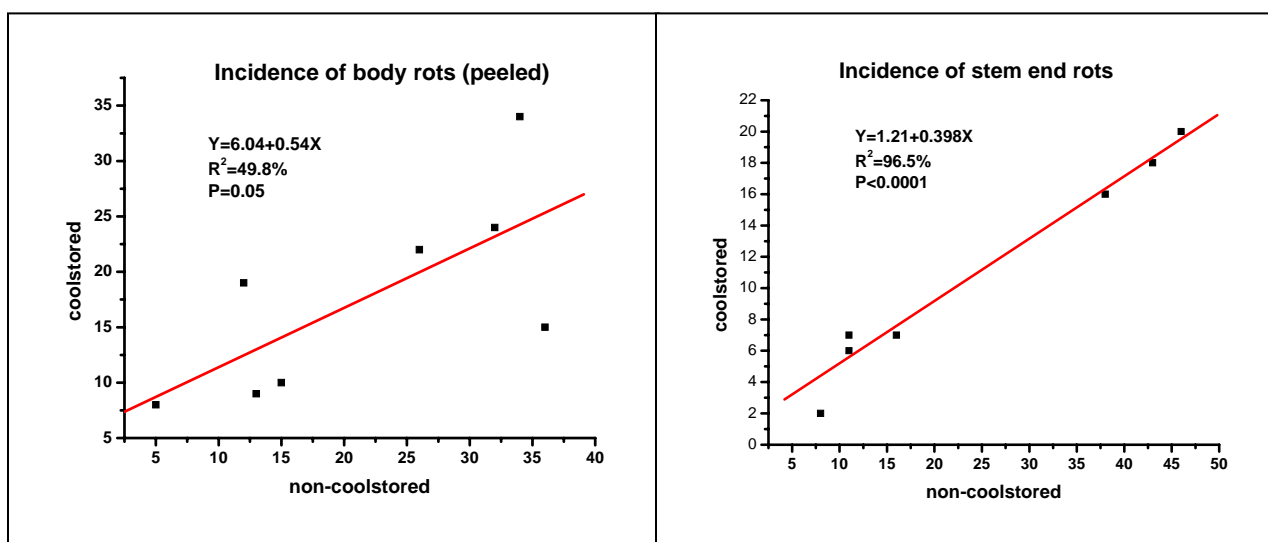 Incidence of body rots (peeled)
Y=6.04+0.54X
R²=49.8%
P=0.05
35
30
25
20
15
10
5
coolstored
5 10 15 20 25 30 35 40
non-coolstored
Incidence of stem end rots
Y=1.21+0.398X
R²=96.5%
P<0.0001
22
20
18
16
14
12
10
8
6
4
2
0
coolstored
5 10 15 20 25 30 35 40 45 50
non-coolstored